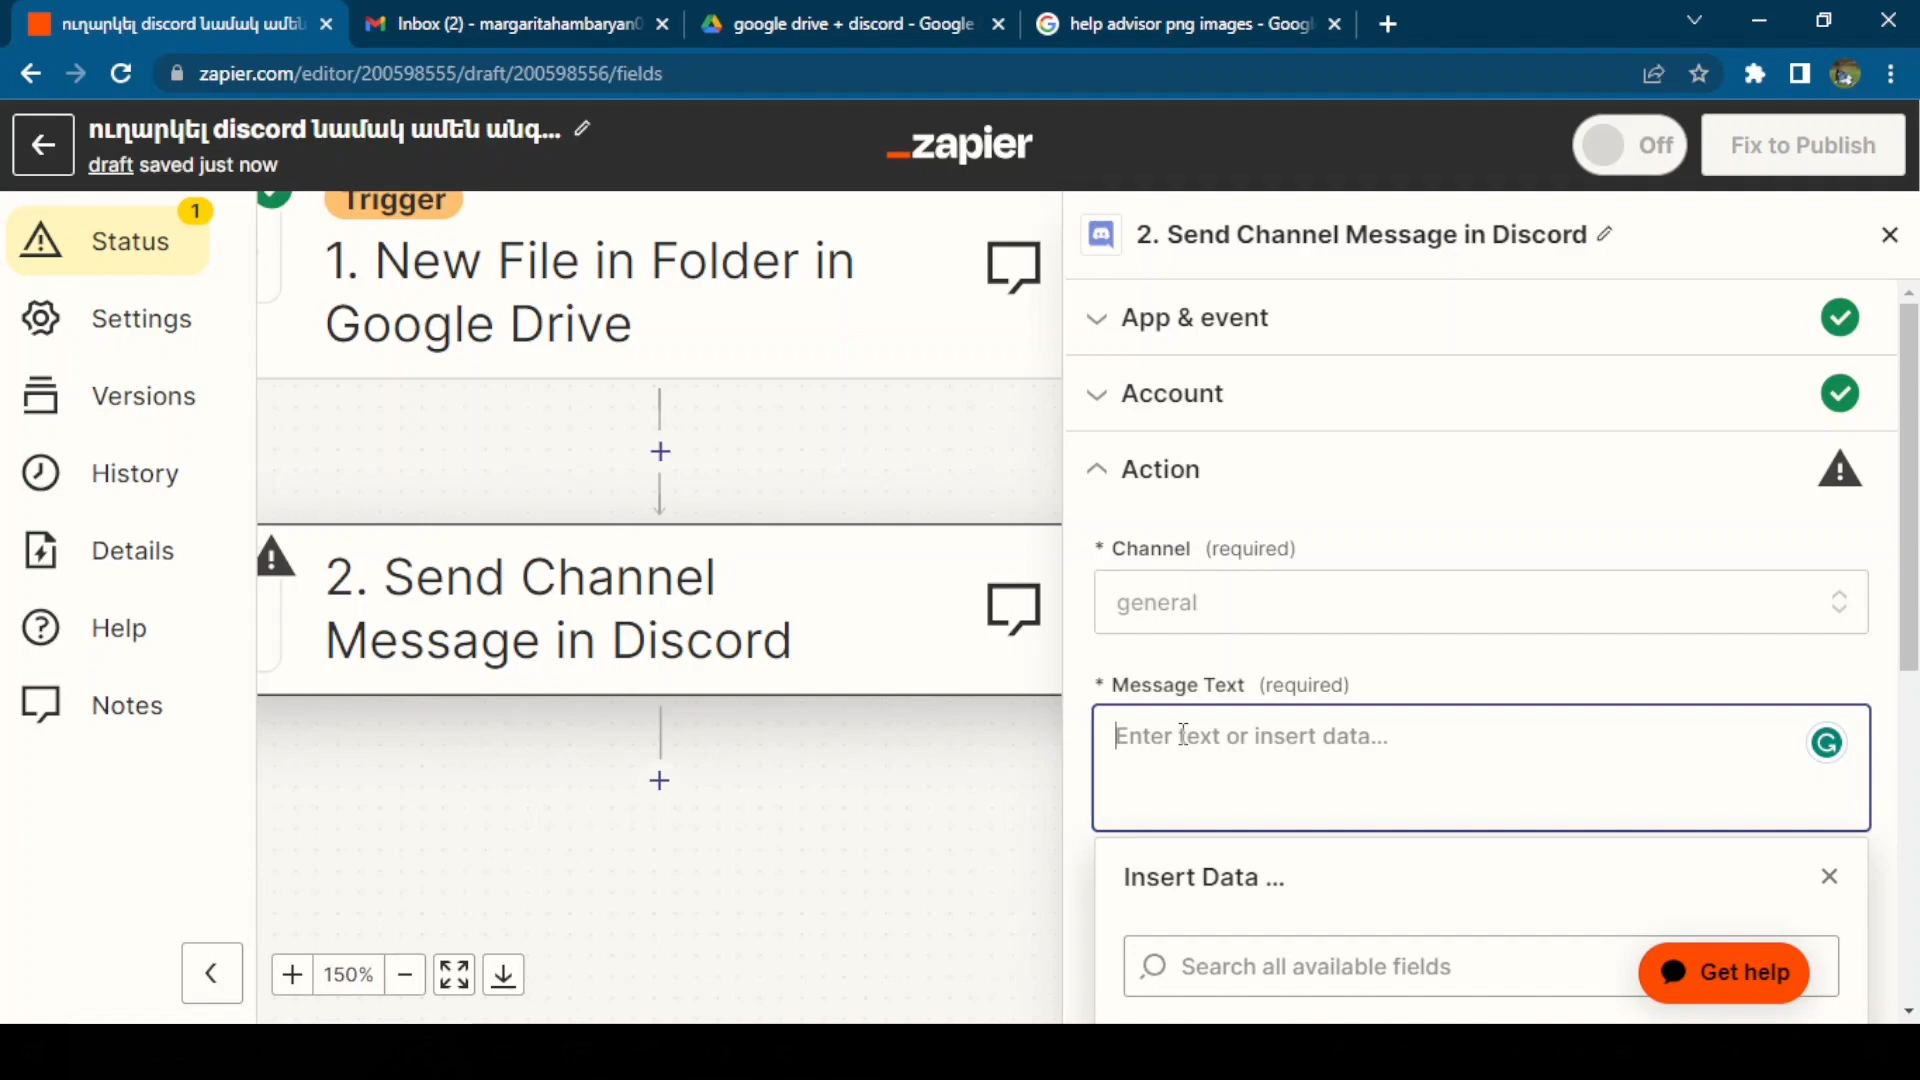 ուղարկել discord նամակ ամեն
Inbox (2) - margaritahambaryan0
google drive + discord - Google
help advisor png images - Googl
zapier.com/editor/200598555/draft/200598556/fields
ուղարկել discord նամակ ամեն անգ...
draft saved just now
_zapier
Off
Fix to Publish
1
Status
Settings
Versions
History
Details
Help
Notes
Trigger
1. New File in Folder in
Google Drive
2. Send Channel
Message in Discord
150%
2. Send Channel Message in Discord
App & event
Account
Action
* Channel (required)
general
* Message Text (required)
Enter text or insert data...
Insert Data ...
Search all available fields
Get help